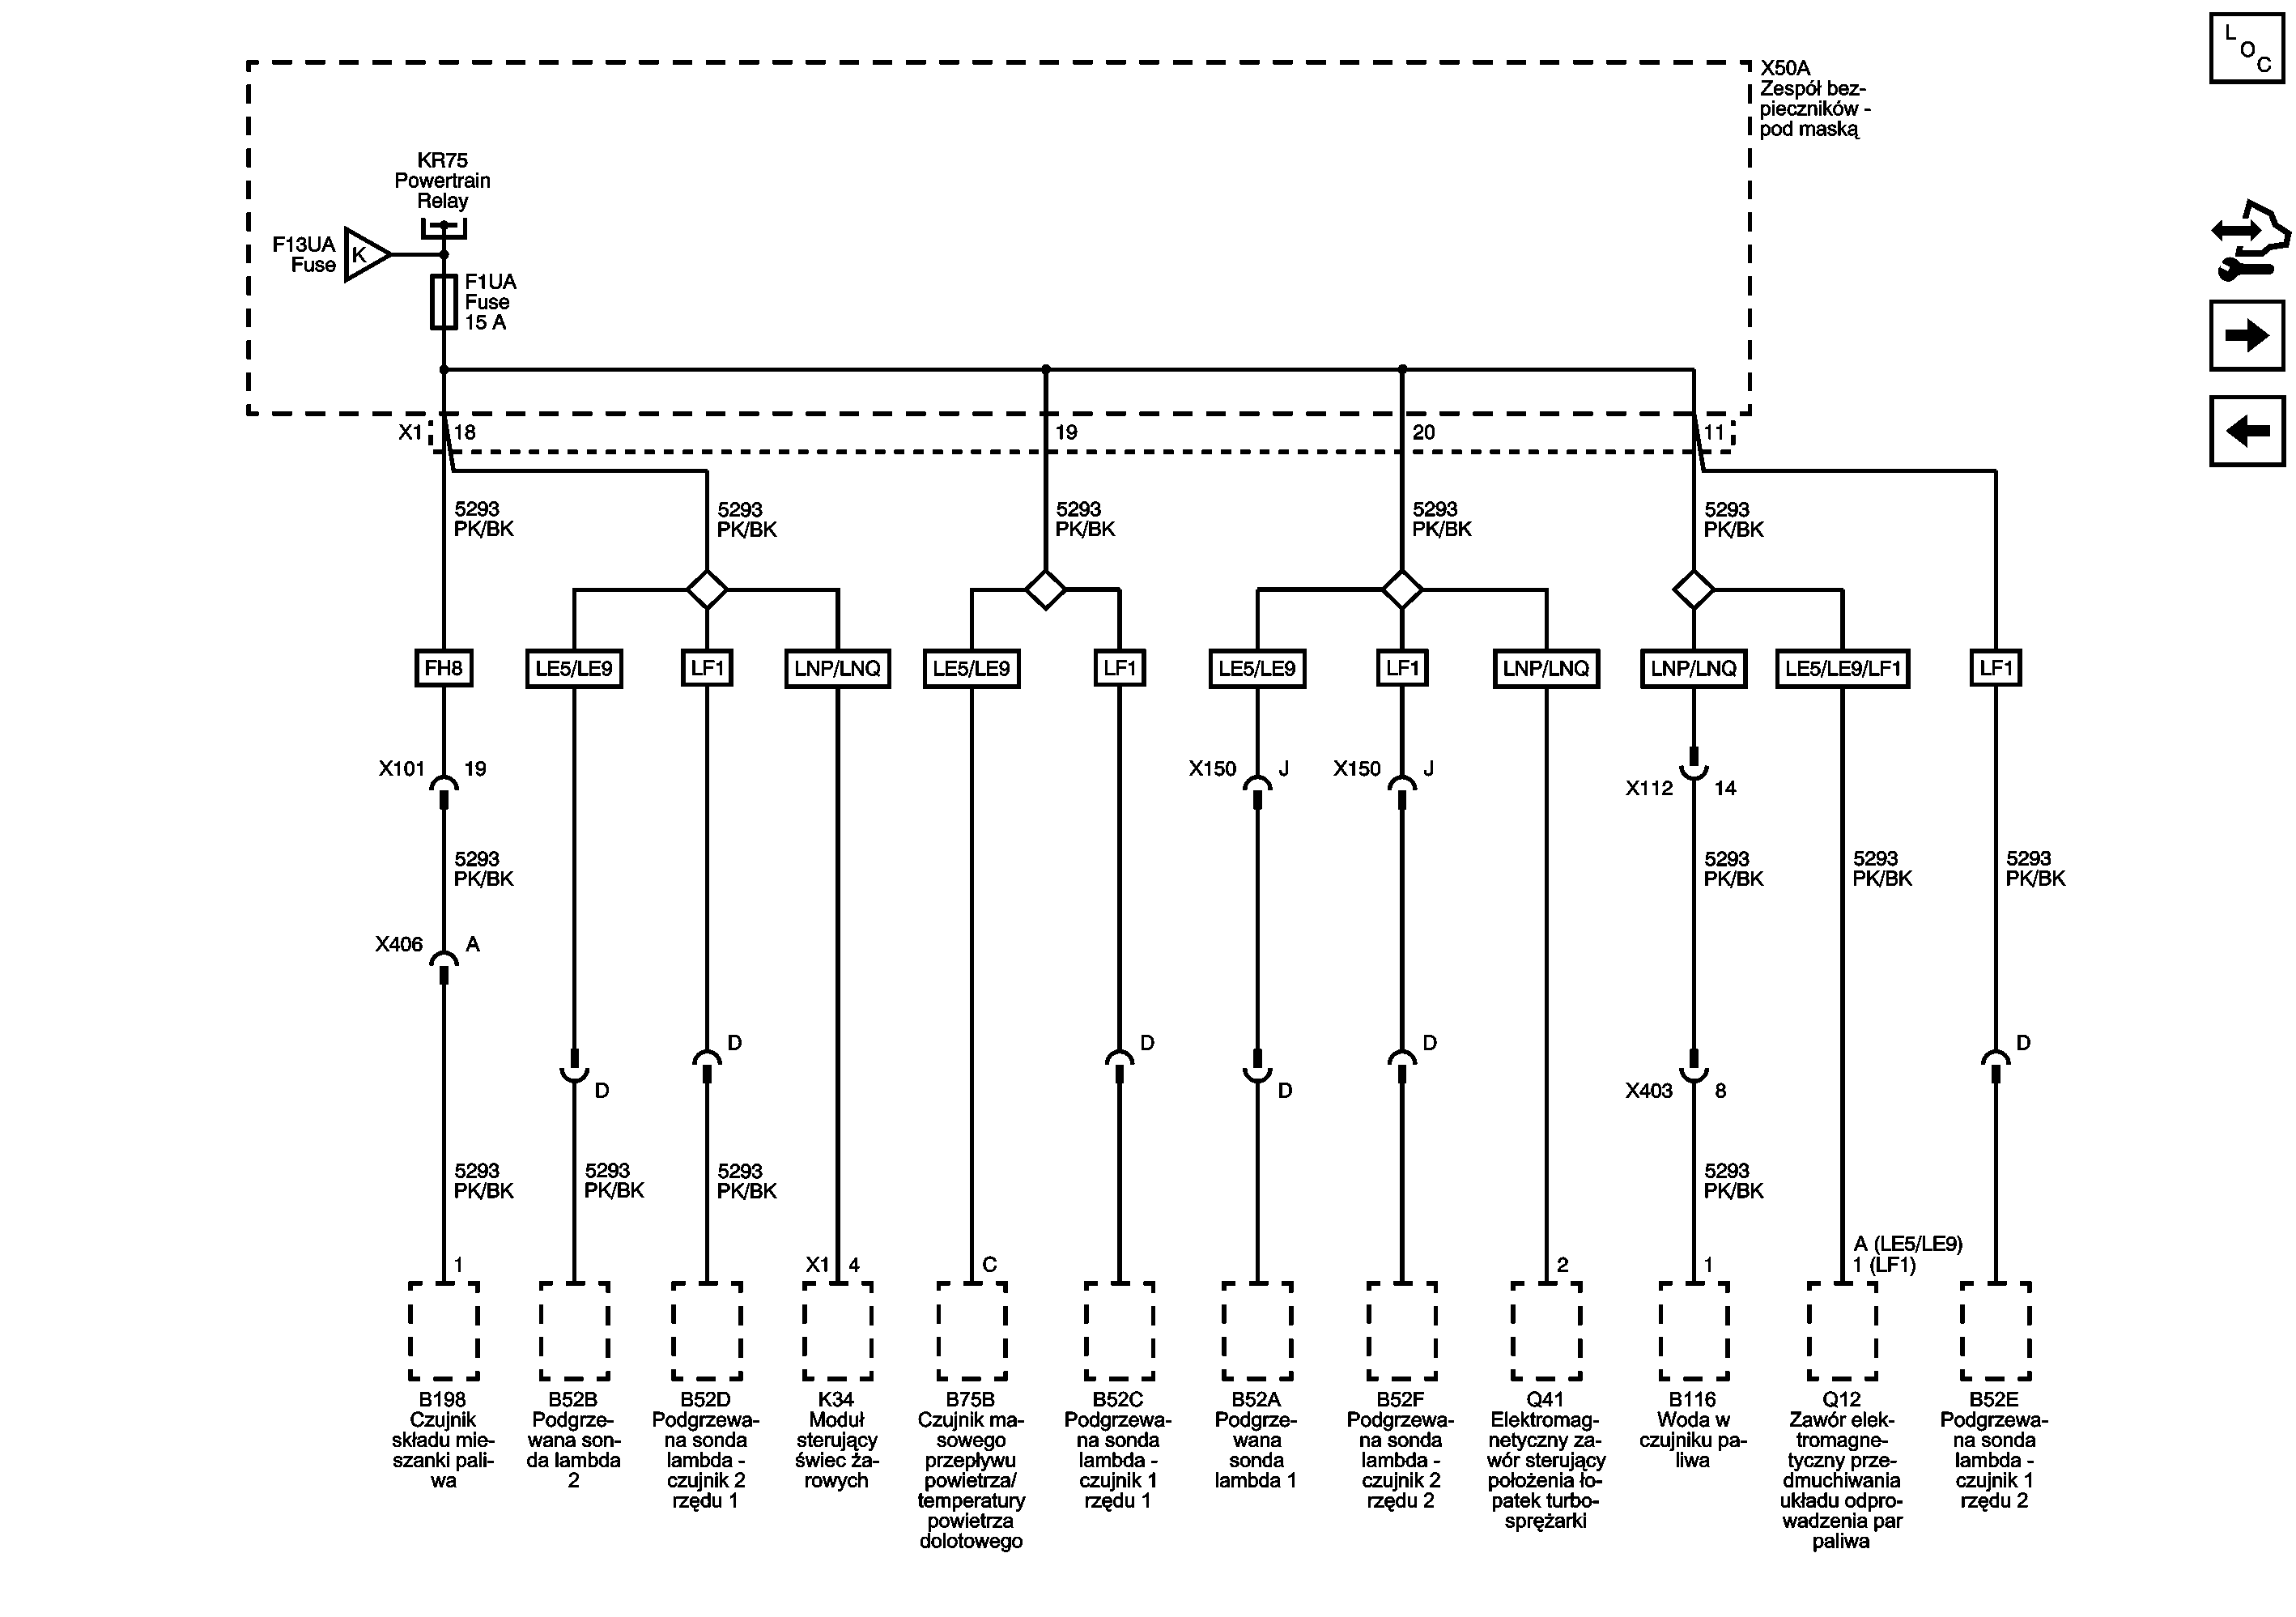 L
O
C
X50A
Zespół bez-
pieczników -
pod maską
KR75
Powertrain
Relay
F13UA
Fuse
K
F1UA
Fuse
15 A
X1
18
19
20
11
5293
PK/BK
5293
PK/BK
5293
PK/BK
5293
PK/BK
5293
PK/BK
FH8
LE5/LE9
LF1
LNP/LNQ
LE5/LE9
LF1
LE5/LE9
LF1
LNP/LNQ
LNP/LNQ
LE5/LE9/LF1
LF1
X101
19
X150
J
X150
J
X112
14
5293
PK/BK
5293
PK/BK
5293
PK/BK
5293
PK/BK
X406
A
D
D
D
D
D
D
X403
8
5293
PK/BK
5293
PK/BK
5293
PK/BK
5293
PK/BK
1
X1
4
C
2
1
A (LE5/LE9)
1 (LF1)
B198
Czujnik
składu mie-
szanki pali-
wa
B52B
Podgrze-
wana son-
da lambda
2
B52D
Podgrzewa-
na sonda
lambda -
czujnik 2
rzędu 1
K34
Moduł
sterujący
świec ża-
rowych
B75B
Czujnik ma-
sowego
przepływu
powietrza/
temperatury
powietrza
dolotowego
B52C
Podgrzewa-
na sonda
lambda -
czujnik 1
rzędu 1
B52A
Podgrze-
wana
sonda
lambda 1
B52F
Podgrzewa-
na sonda
lambda -
czujnik 2
rzędu 2
Q41
Elektromag-
netyczny za-
wór sterujący
położenia ło-
patek turbo-
sprężarki
B116
Woda w
czujniku pa-
liwa
Q12
Zawór elek-
tromagne-
tyczny prze-
dmuchiwania
układu odpro-
wadzenia par
paliwa
B52E
Podgrzewa-
na sonda
lambda -
czujnik 1
rzędu 2